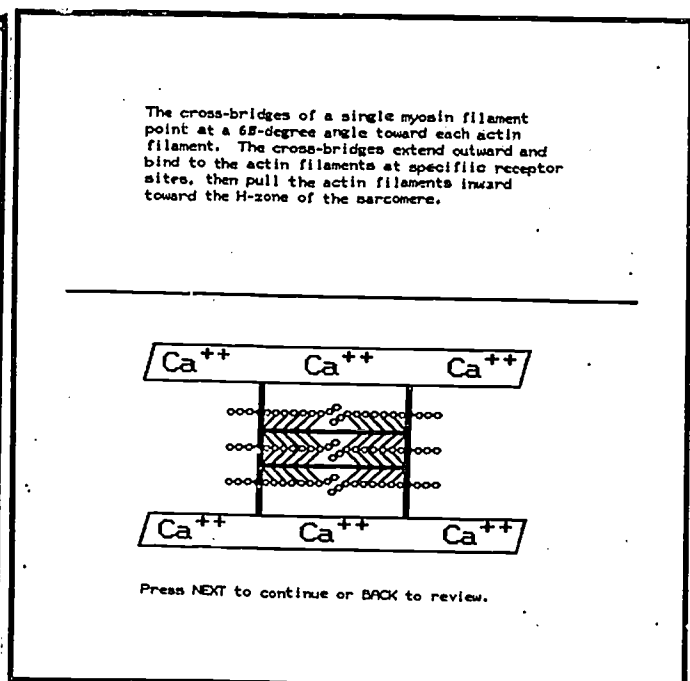 The cross-bridges of a single myosin filament
point at a 60-degree angle toward each actin
filament. The cross-bridges extend outward and
bind to the actin filaments at specific receptor
sites, then pull the actin filaments inward
toward the H-zone of the sarcomere.
Ca++ Ca++ Ca++
Ca++ Ca++ Ca++
Press NEXT to continue or BACK to review.